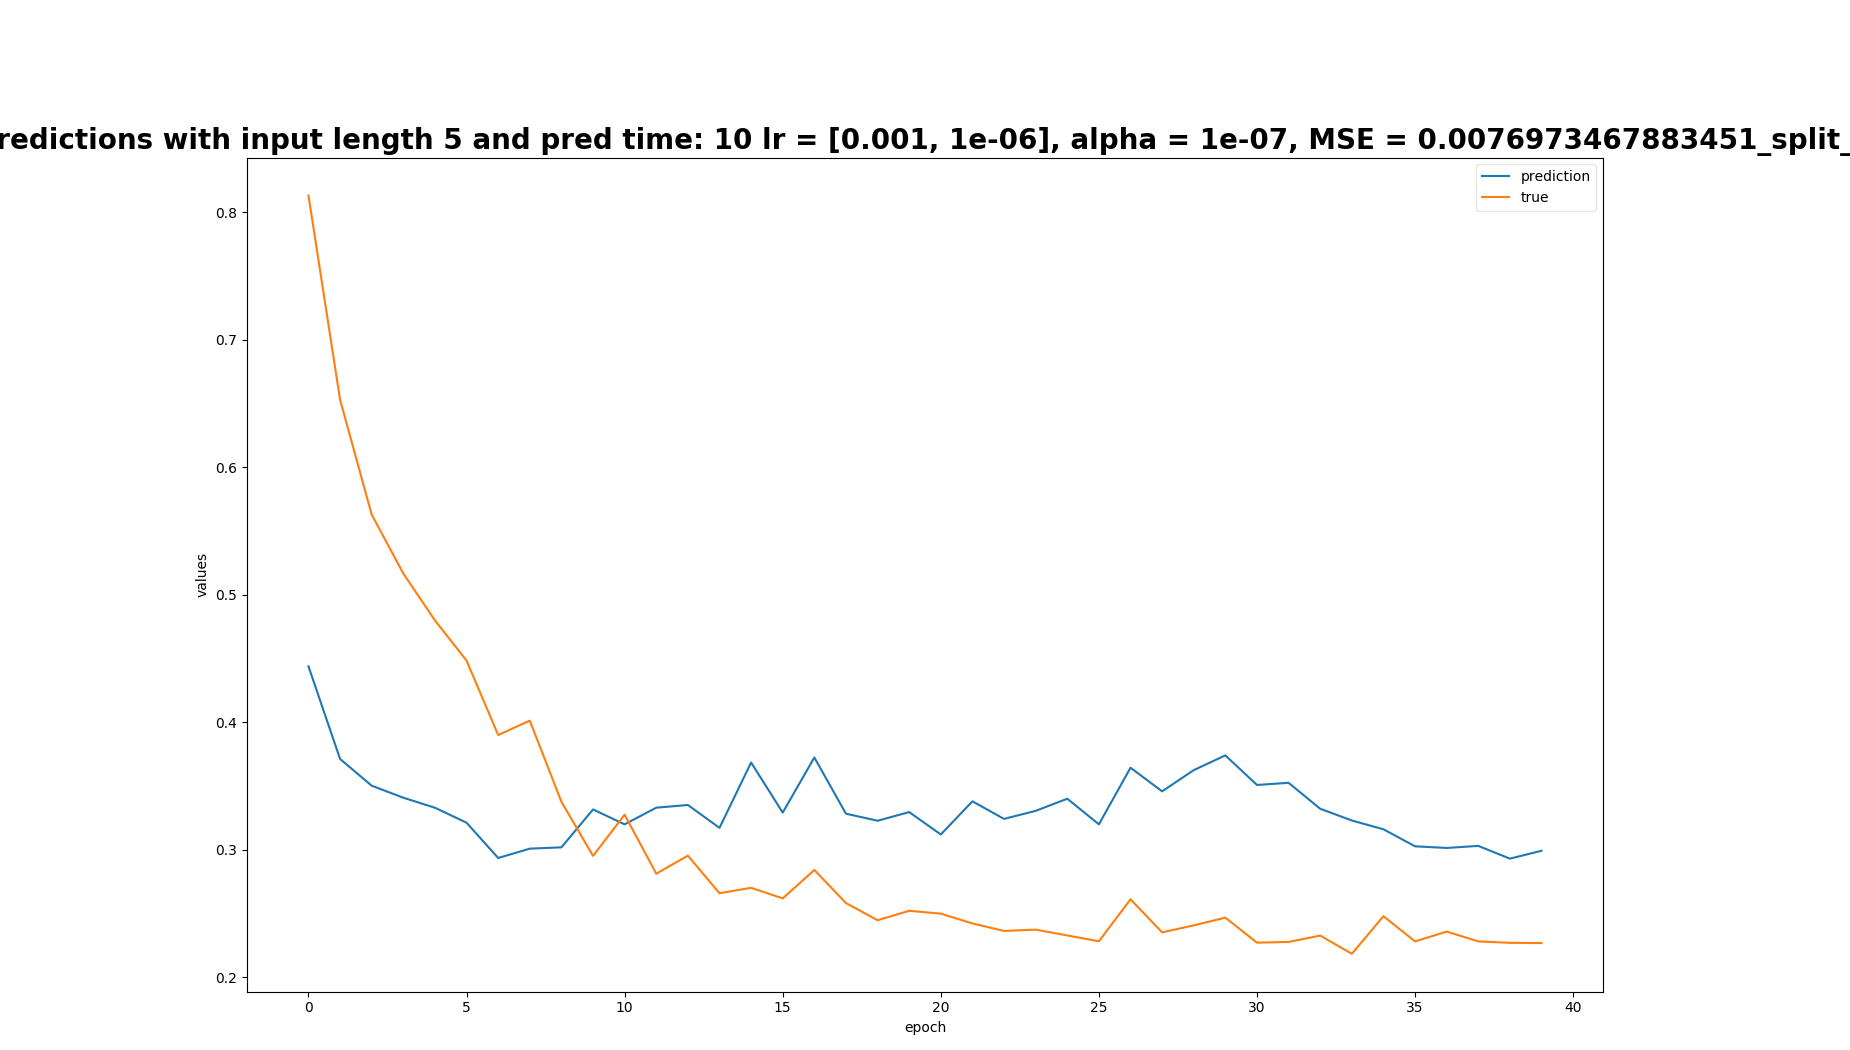 redictions with input length 5 and pred time: 10 lr = [0.001, 1e-06], alpha = 1e-07, MSE = 0.0076973467883451_split_
prediction
true
0.8
0.7
0.6
0.5
0.4
0.3
0.2
values
0 5 10 15 20 25 30 35 40
epoch